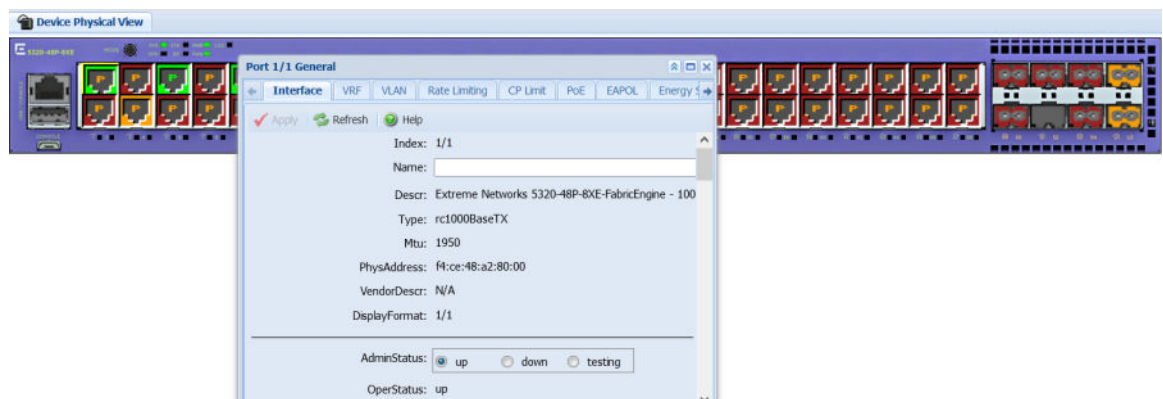 Device Physical View
5320-48P-8XE
Port 1/1 General
Interface VRF VLAN Rate Limiting CP Limit PoE EAPOL Energy S
Apply Refresh Help
Index: 1/1
Name:
Descr: Extreme Networks 5320-48P-8XE-FabricEngine - 100
Type: rc1000BaseTX
Mtu: 1950
PhysAddress: f4:ce:48:a2:80:00
VendorDescr: N/A
DisplayFormat: 1/1
AdminStatus: up down testing
OperStatus: up
CONSOLE